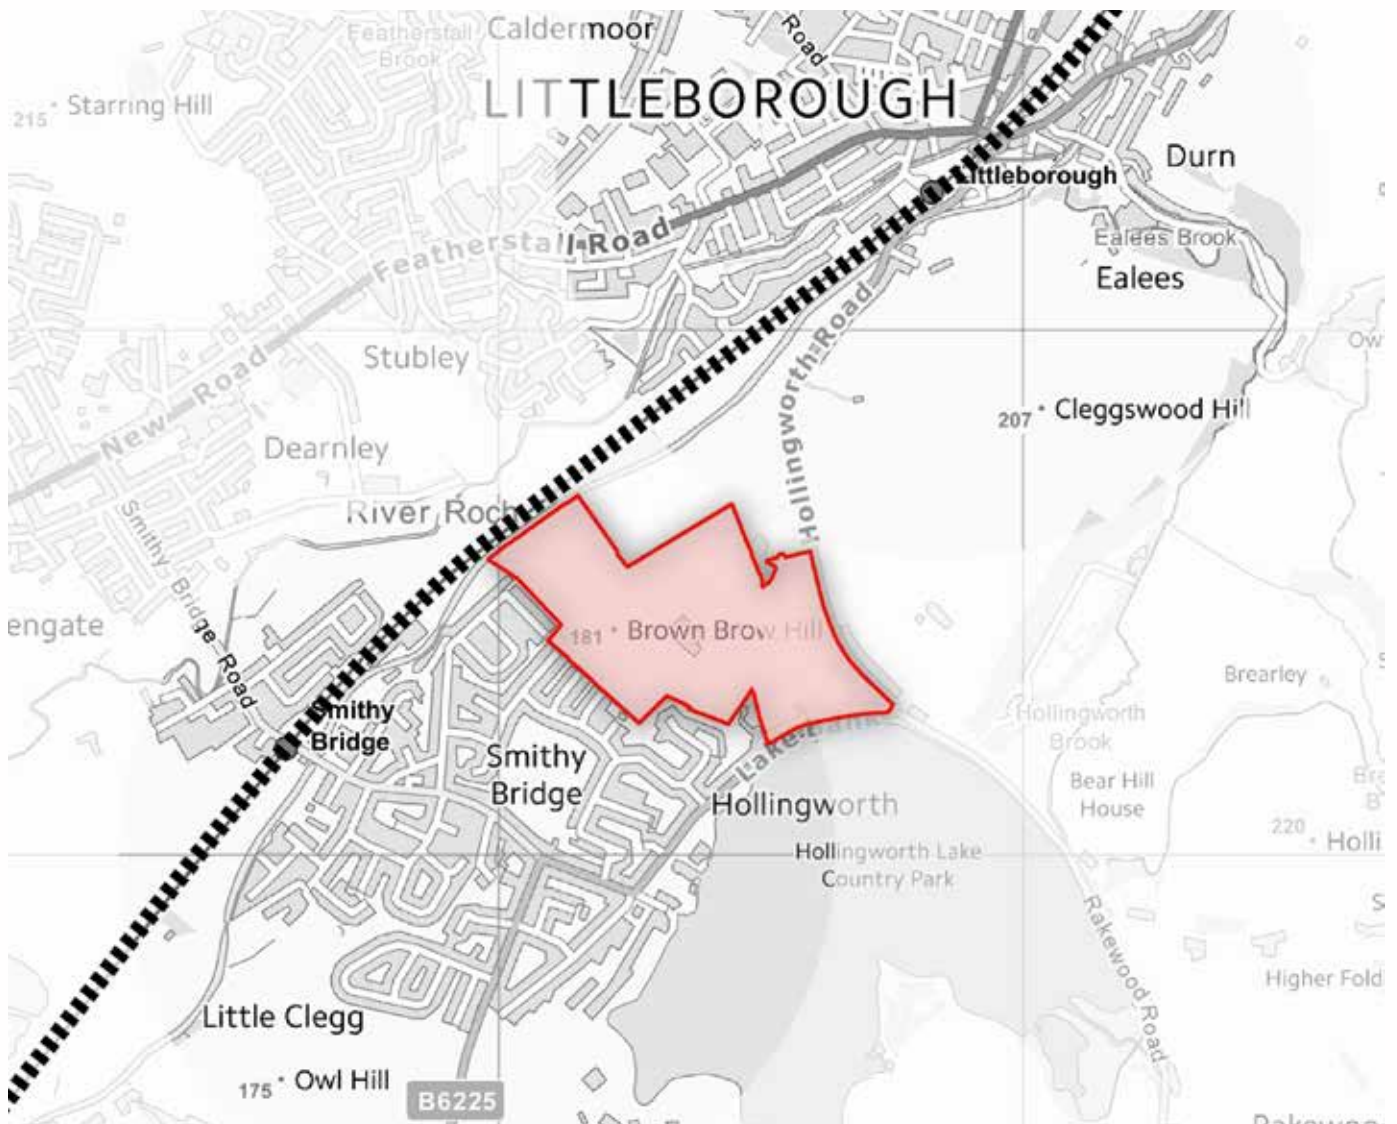 Featherstall
Brook
Caldermoor
Road
LITTLEBOROUGH
215
Starring Hill
Durn
Littleborough
Featherstall Road
Ealees Brook
Ealees
Stubley
New Road
Hollingworth Road
207
Cleggswood Hill
Dearnley
River Roch
Smithy Bridge Road
engate
181
Brown Brow Hill
Brearley
Smithy
Bridge
Hollingworth
Brook
Lake Bank
Smithy
Bridge
Bear Hill
House
Hollingworth
220
Holli
Hollingworth Lake
Country Park
Rakewood Road
Higher Fold
Little Clegg
175
Owl Hill
B6225